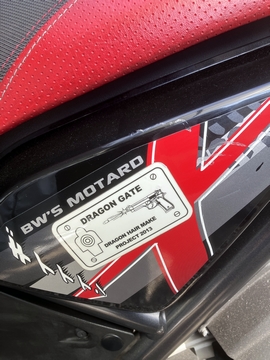 BW'S MOTARD
DRAGON GATE
DRAGON HAIR MAKE
PROJECT 2013